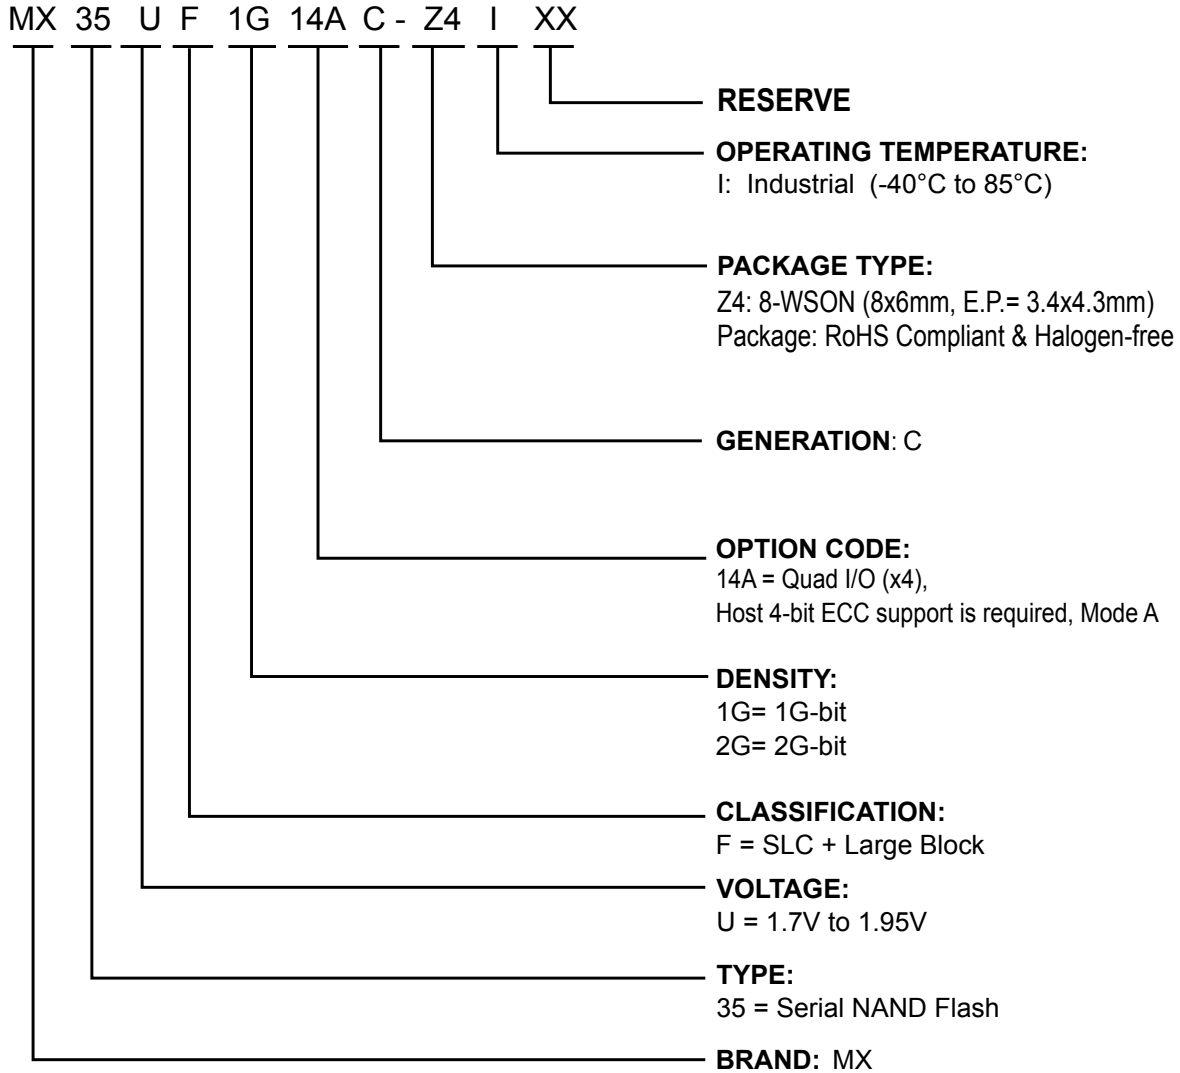 MX 35 U F 1G 14A C - Z4 I XX
RESERVE
OPERATING TEMPERATURE:
I: Industrial (-40°C to 85°C)
PACKAGE TYPE:
Z4: 8-WSON (8x6mm, E.P.= 3.4x4.3mm)
Package: RoHS Compliant & Halogen-free
GENERATION: C
OPTION CODE:
14A = Quad I/O (x4),
Host 4-bit ECC support is required, Mode A
DENSITY:
1G= 1G-bit
2G= 2G-bit
CLASSIFICATION:
F = SLC + Large Block
VOLTAGE:
U = 1.7V to 1.95V
TYPE:
35 = Serial NAND Flash
BRAND: MX